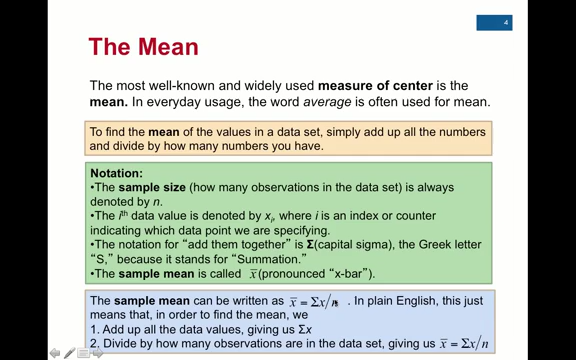 4
The Mean
The most well-known and widely used measure of center is the
mean. In everyday usage, the word average is often used for mean.
To find the mean of the values in a data set, simply add up all the numbers
and divide by how many numbers you have.
Notation:
•The sample size (how many observations in the data set) is always
denoted by n.
•The ith data value is denoted by xi, where i is an index or counter
indicating which data point we are specifying.
•The notation for “add them together” is Σ(capital sigma), the Greek letter
“S,” because it stands for “Summation.”
•The sample mean is called x̄ (pronounced “x-bar”).
The sample mean can be written as x̄ = Σx/n . In plain English, this just
means that, in order to find the mean, we
1. Add up all the data values, giving us Σx
2. Divide by how many observations are in the data set, giving us x̄ = Σx/n